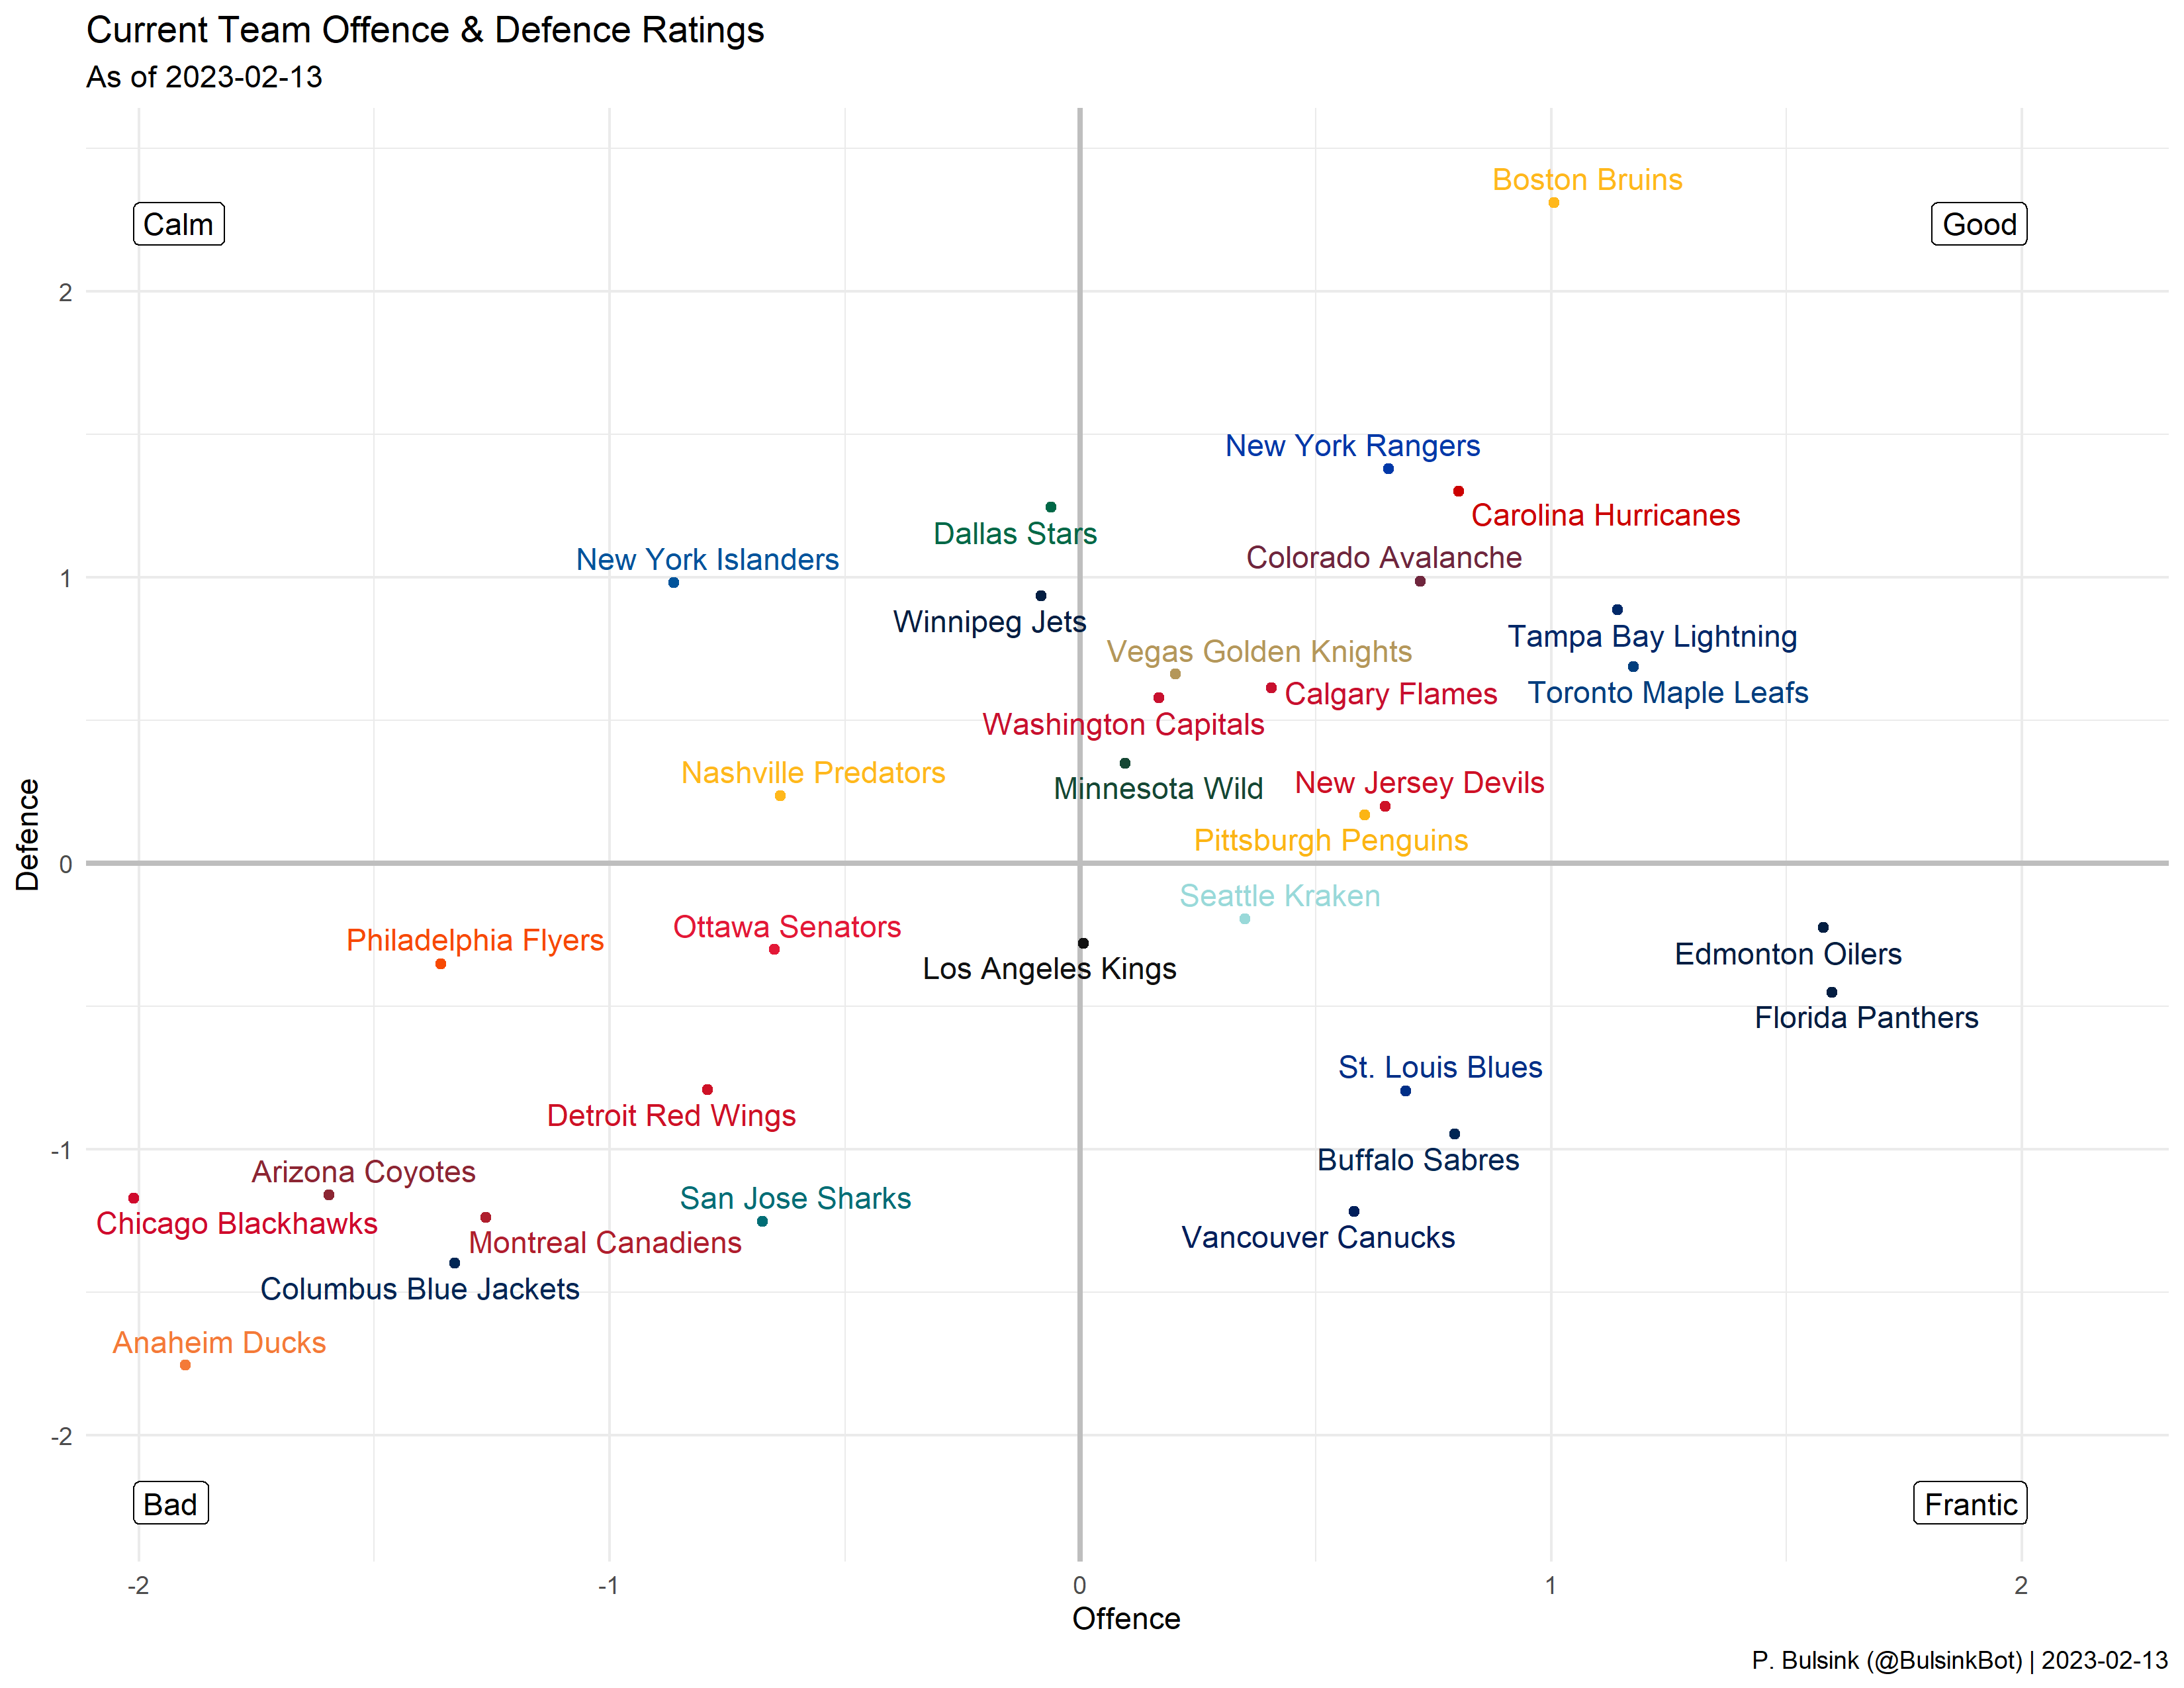 Current Team Offence & Defence Ratings
As of 2023-02-13
Boston Bruins
Calm
Good
2
New York Rangers
Carolina Hurricanes
Dallas Stars
New York Islanders
Colorado Avalanche
1
Winnipeg Jets
Tampa Bay Lightning
Vegas Golden Knights
Calgary Flames
Toronto Maple Leafs
Washington Capitals
Nashville Predators
Minnesota Wild
New Jersey Devils
Pittsburgh Penguins
Defence
0
Seattle Kraken
Ottawa Senators
Philadelphia Flyers
Edmonton Oilers
Los Angeles Kings
Florida Panthers
St. Louis Blues
Detroit Red Wings
-1
Buffalo Sabres
Arizona Coyotes
San Jose Sharks
Chicago Blackhawks
Montreal Canadiens
Vancouver Canucks
Columbus Blue Jackets
Anaheim Ducks
-2
Bad
Frantic
-2 -1 0 1 2
Offence
P. Bulsink (@BulsinkBot) | 2023-02-13